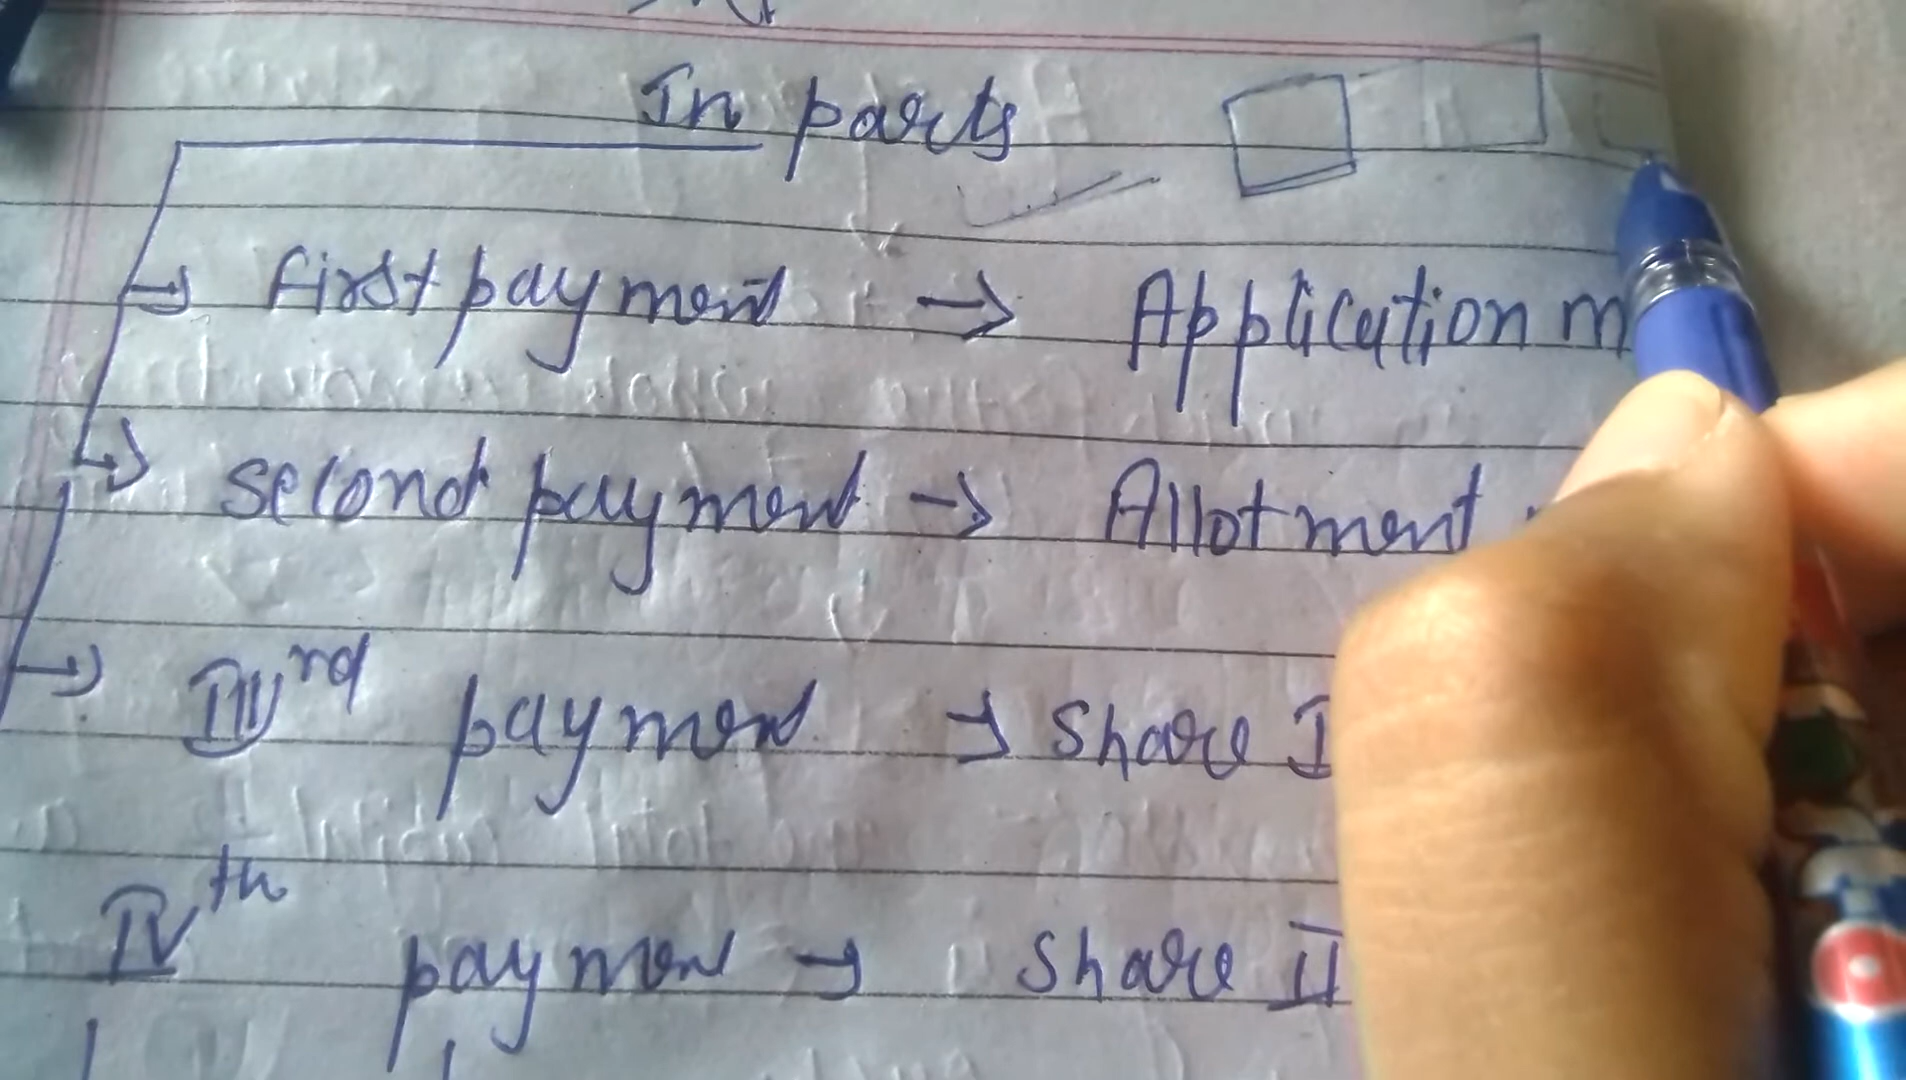 In parts
→ first payment → Application m
→ second payment → Allotment
→ IIIrd payment → Share I
IVth payment → Share II